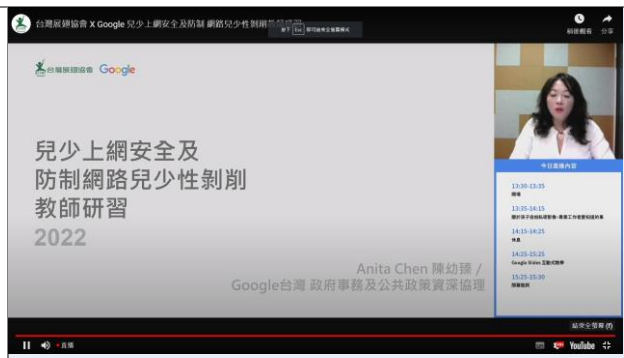 台灣展翅協會 X Google 兒少上網安全及防制 網路兒少性剝削教師研習
按下 Esc 即可結束全螢幕模式
稍後觀看 分享
台灣展翅協會 Google
兒少上網安全及
防制網路兒少性剝削
教師研習
2022
Anita Chen 陳幼臻 /
Google台灣 政府事務及公共政策資深協理
今日直播內容
13:30-13:35
開場
13:35-14:15
14:15-14:25
休息
14:25-15:25
Google Slides 互動式教學
15:25-15:30
結束全螢幕 (f)
直播
YouTube